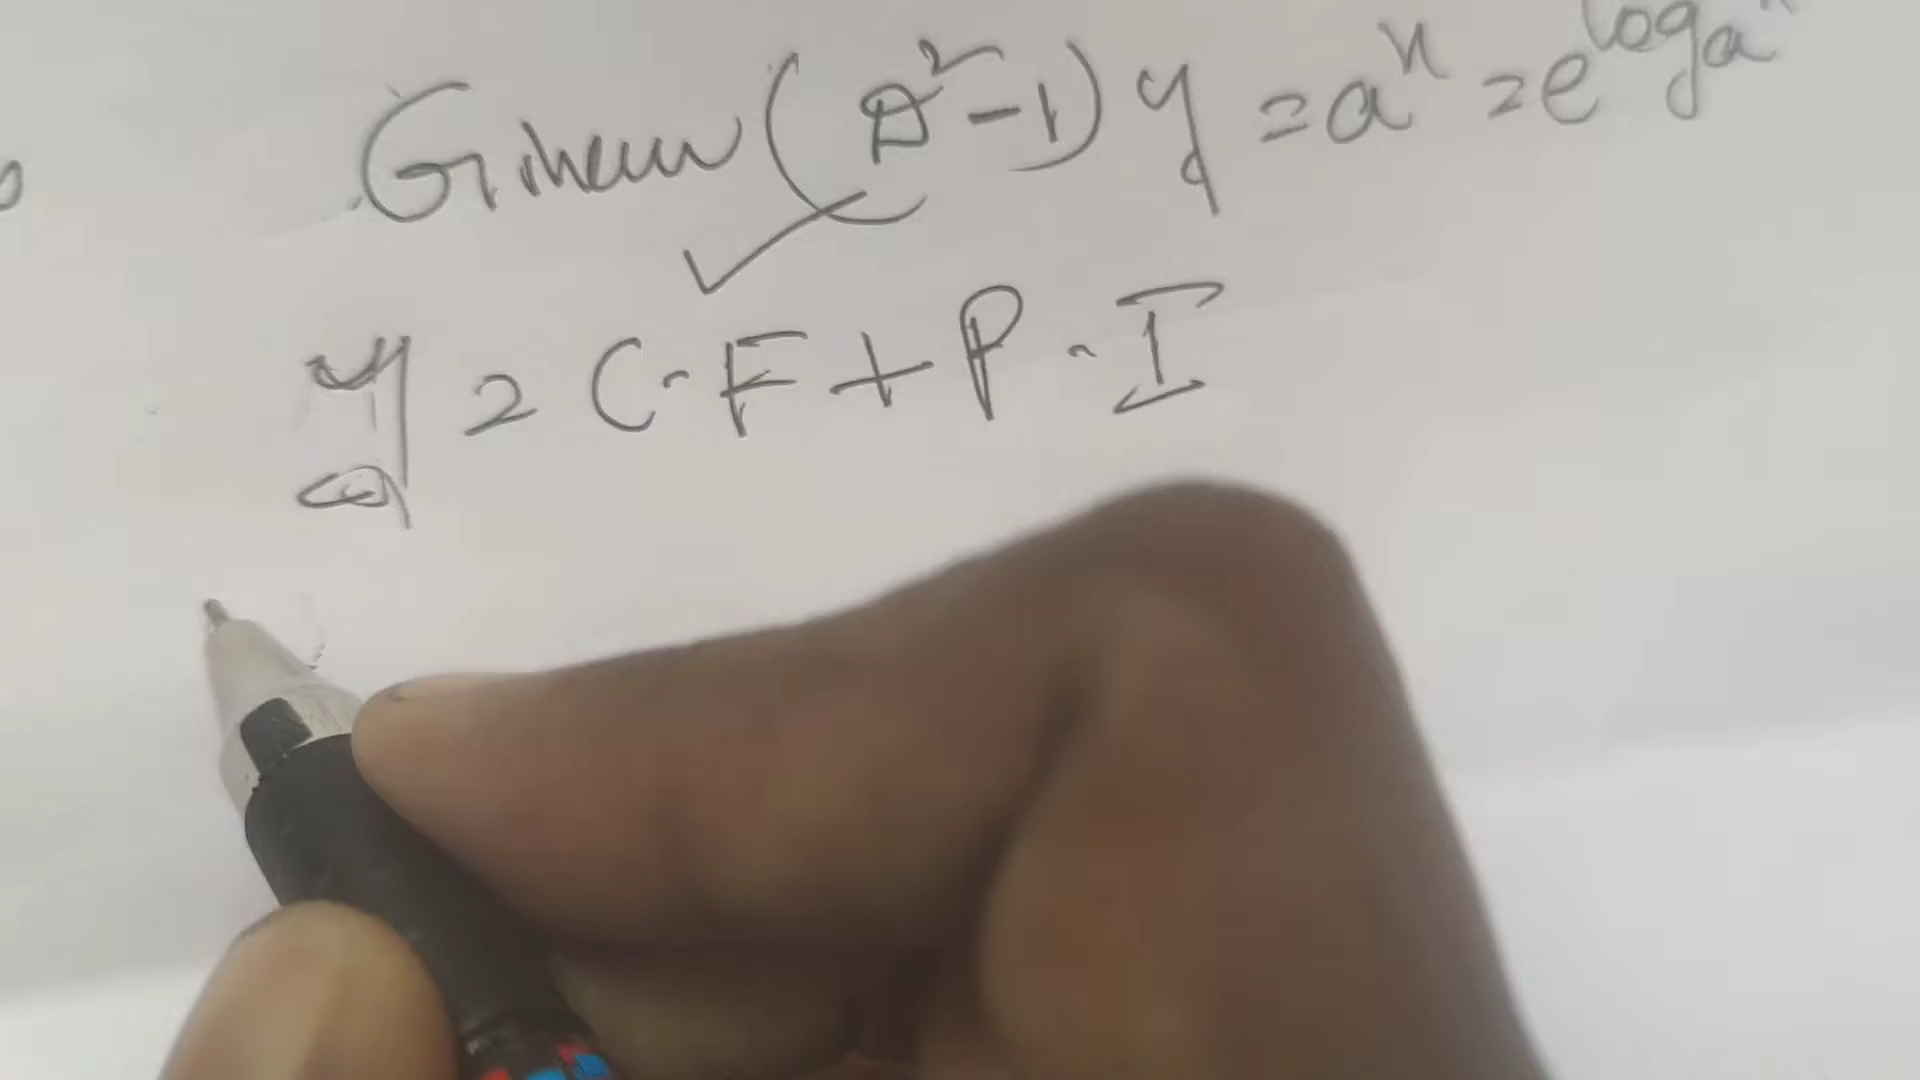 Given (D²-1) y = aˣ = e^log aˣ
y = C.F + P.I